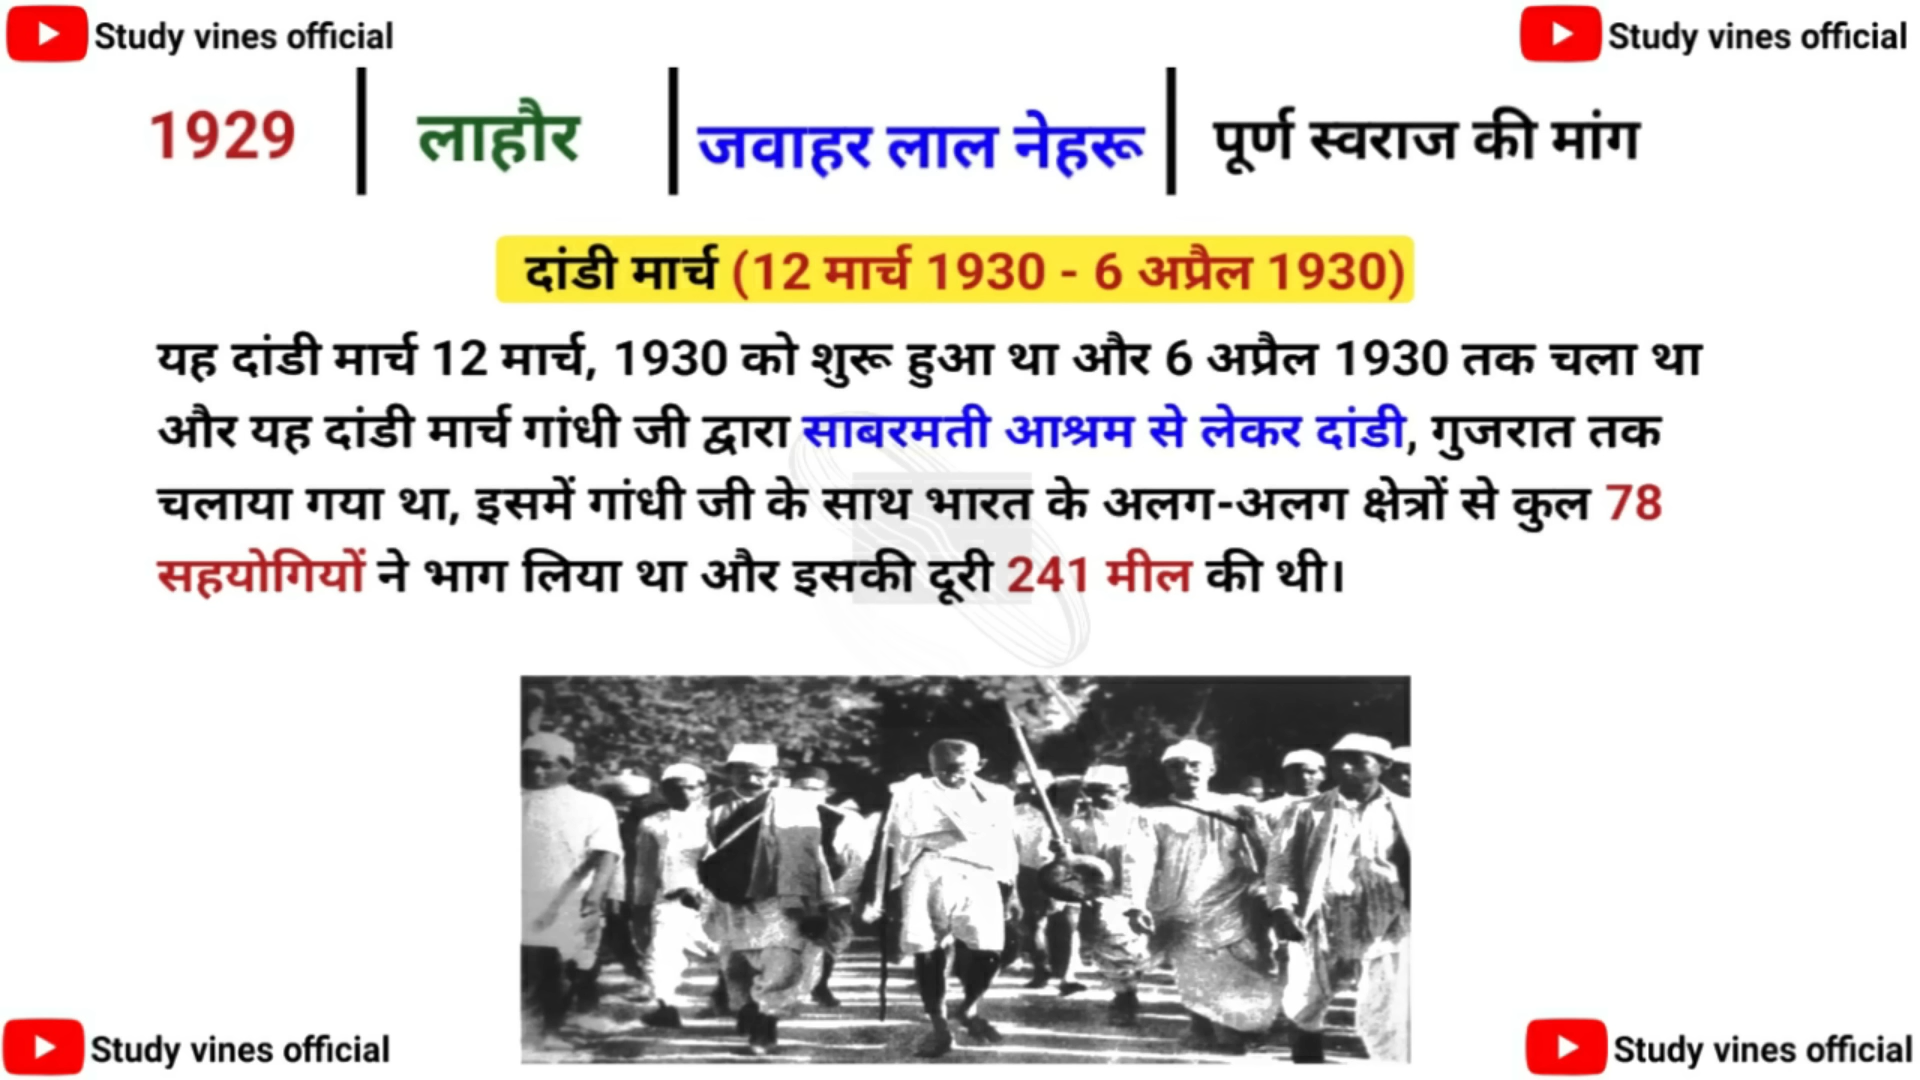 Study vines official
Study vines official
1929 | लाहौर | जवाहर लाल नेहरू | पूर्ण स्वराज की मांग
दांडी मार्च (12 मार्च 1930 - 6 अप्रैल 1930)
यह दांडी मार्च 12 मार्च, 1930 को शुरू हुआ था और 6 अप्रैल 1930 तक चला था
और यह दांडी मार्च गांधी जी द्वारा साबरमती आश्रम से लेकर दांडी, गुजरात तक
चलाया गया था, इसमें गांधी जी के साथ भारत के अलग-अलग क्षेत्रों से कुल 78
सहयोगियों ने भाग लिया था और इसकी दूरी 241 मील की थी।
Study vines official
Study vines official